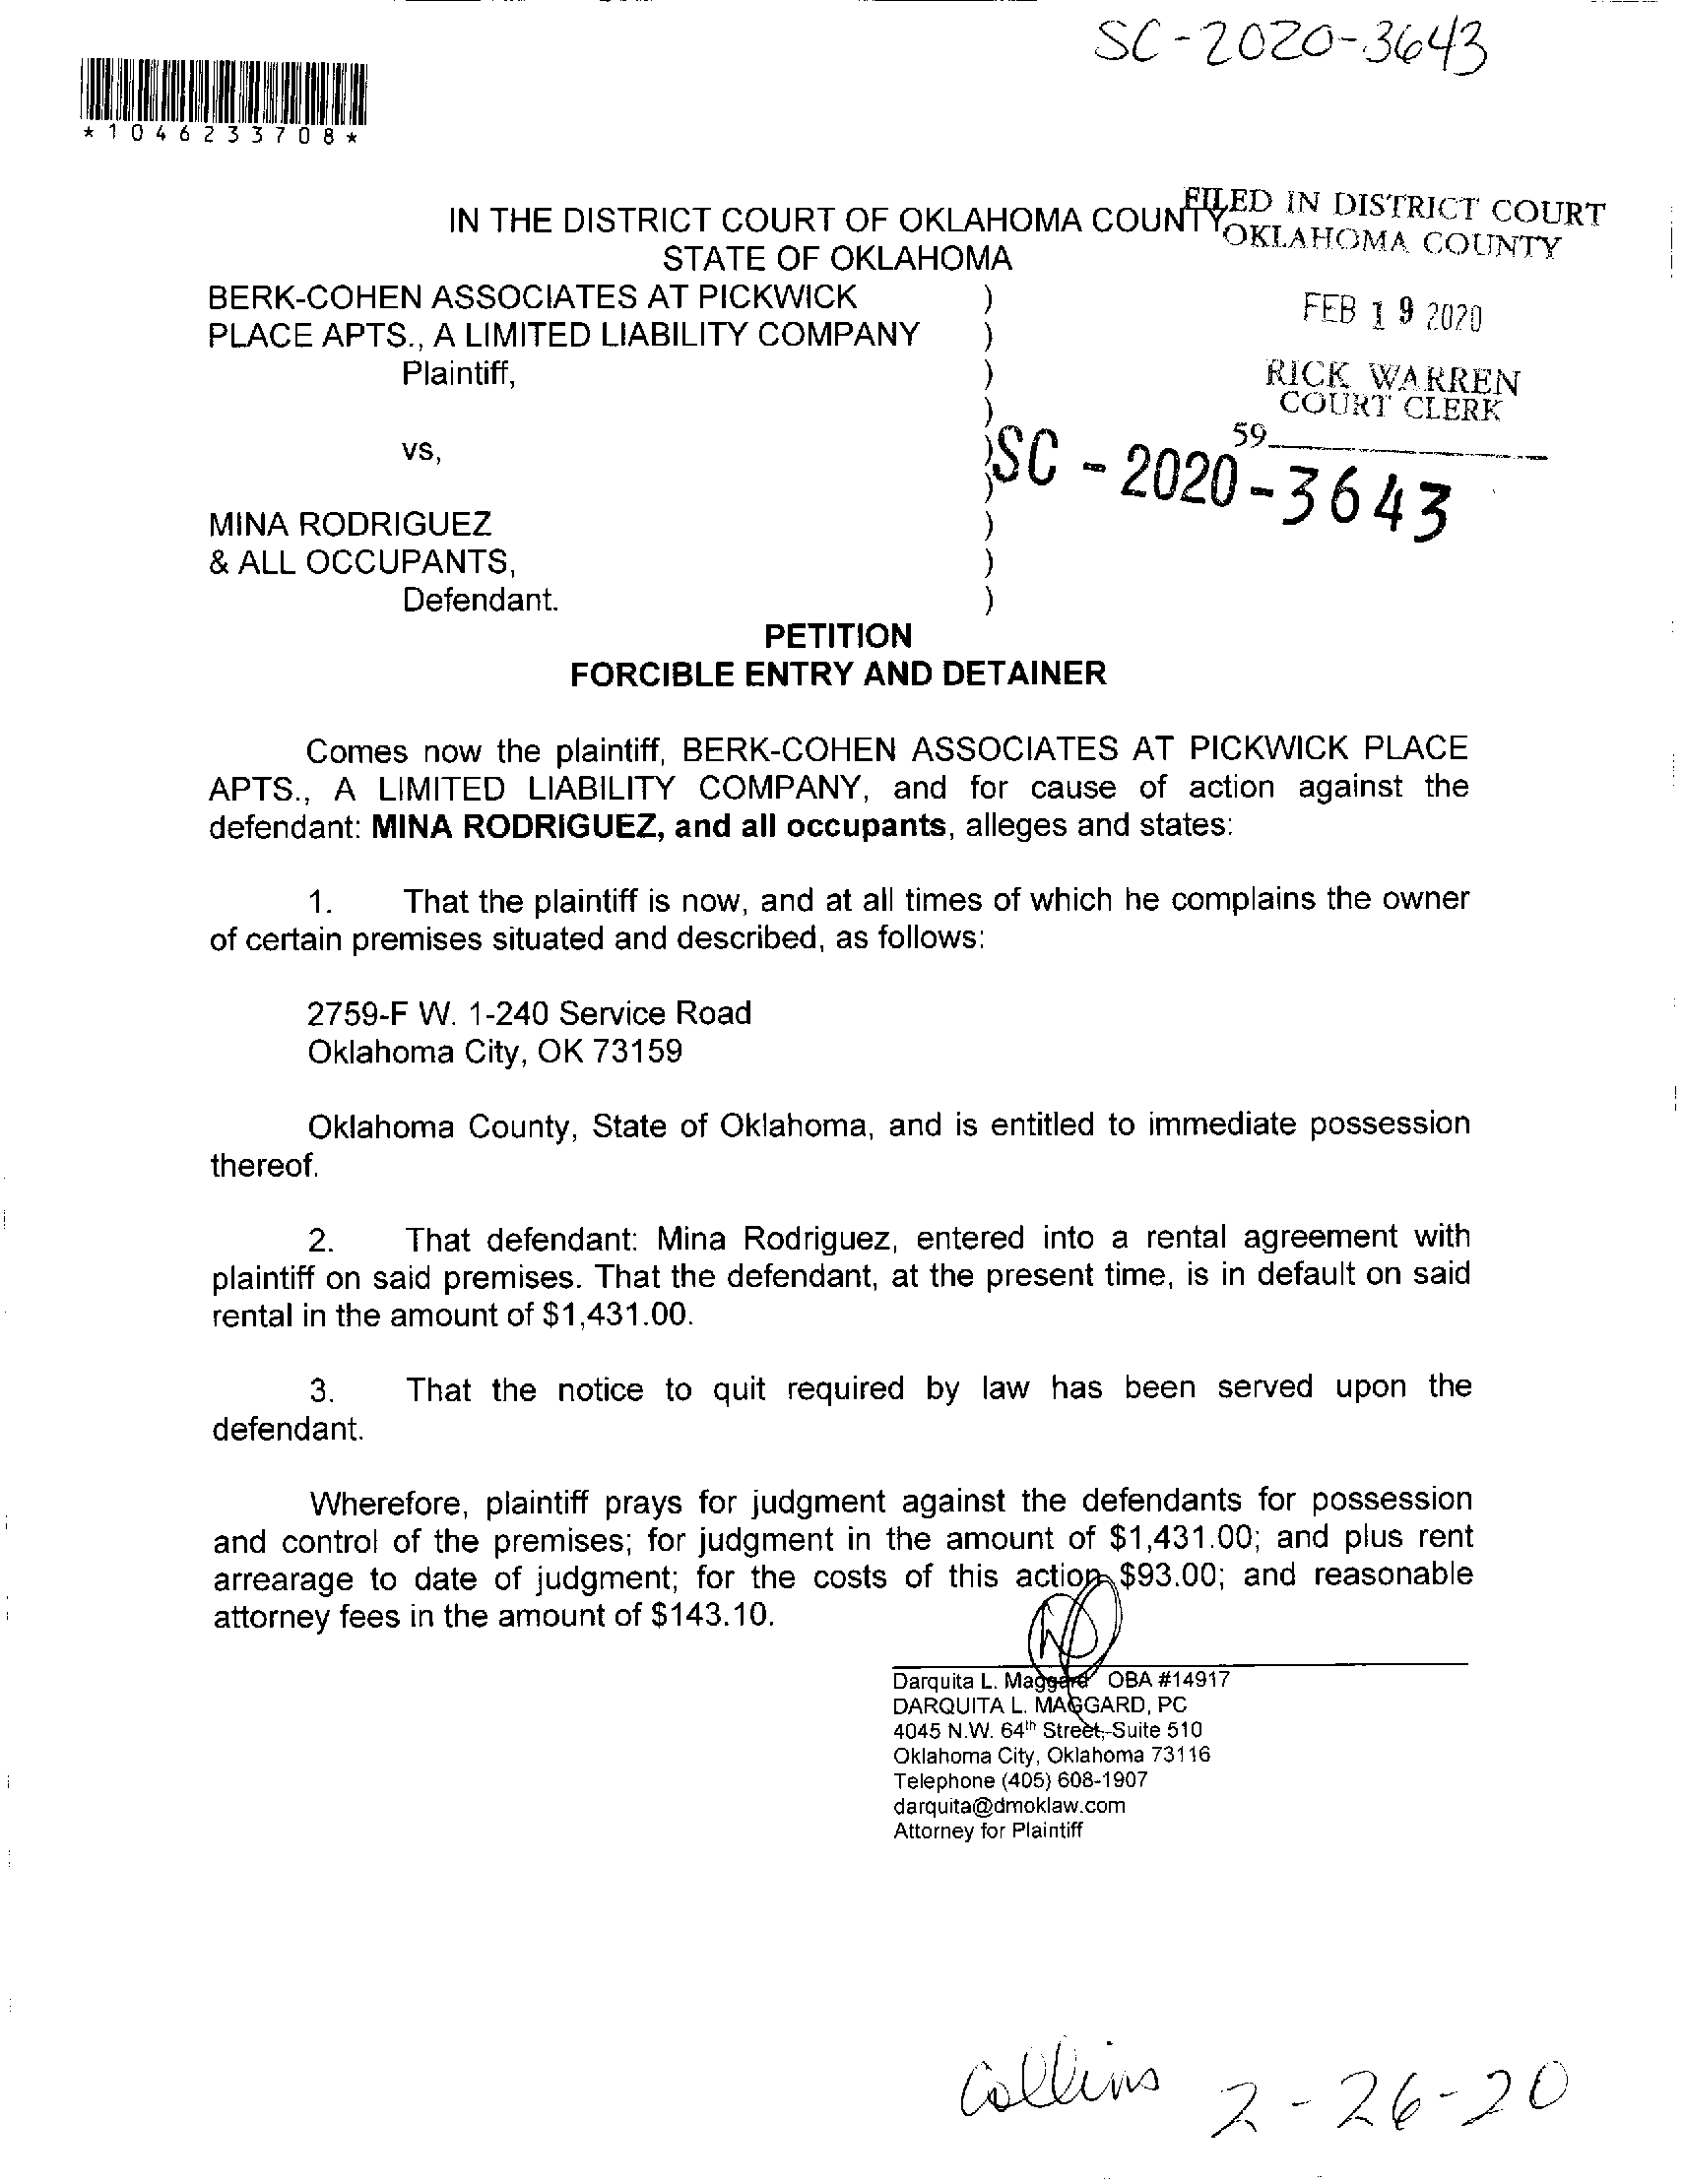 SC-2020-3643
*1046233708*
IN THE DISTRICT COURT OF OKLAHOMA COUNTY
FILED IN DISTRICT COURT
OKLAHOMA COUNTY
STATE OF OKLAHOMA
BERK-COHEN ASSOCIATES AT PICKWICK )
PLACE APTS., A LIMITED LIABILITY COMPANY )
Plaintiff, )
)
FEB 19 2020
RICK WARREN
COURT CLERK
59
vs, )
)
SC-2020-3643
MINA RODRIGUEZ )
& ALL OCCUPANTS, )
Defendant. )
PETITION
FORCIBLE ENTRY AND DETAINER
Comes now the plaintiff, BERK-COHEN ASSOCIATES AT PICKWICK PLACE
APTS., A LIMITED LIABILITY COMPANY, and for cause of action against the
defendant: MINA RODRIGUEZ, and all occupants, alleges and states:
1. That the plaintiff is now, and at all times of which he complains the owner
of certain premises situated and described, as follows:
2759-F W. 1-240 Service Road
Oklahoma City, OK 73159
Oklahoma County, State of Oklahoma, and is entitled to immediate possession
thereof.
2. That defendant: Mina Rodriguez, entered into a rental agreement with
plaintiff on said premises. That the defendant, at the present time, is in default on said
rental in the amount of $1,431.00.
3. That the notice to quit required by law has been served upon the
defendant.
Wherefore, plaintiff prays for judgment against the defendants for possession
and control of the premises; for judgment in the amount of $1,431.00; and plus rent
arrearage to date of judgment; for the costs of this action $93.00; and reasonable
attorney fees in the amount of $143.10.
Darquita L. Maggard OBA #14917
DARQUITA L. MAGGARD, PC
4045 N.W. 64th Street, Suite 510
Oklahoma City, Oklahoma 73116
Telephone (405) 608-1907
darquita@dmoklaw.com
Attorney for Plaintiff
Collins 2-26-20